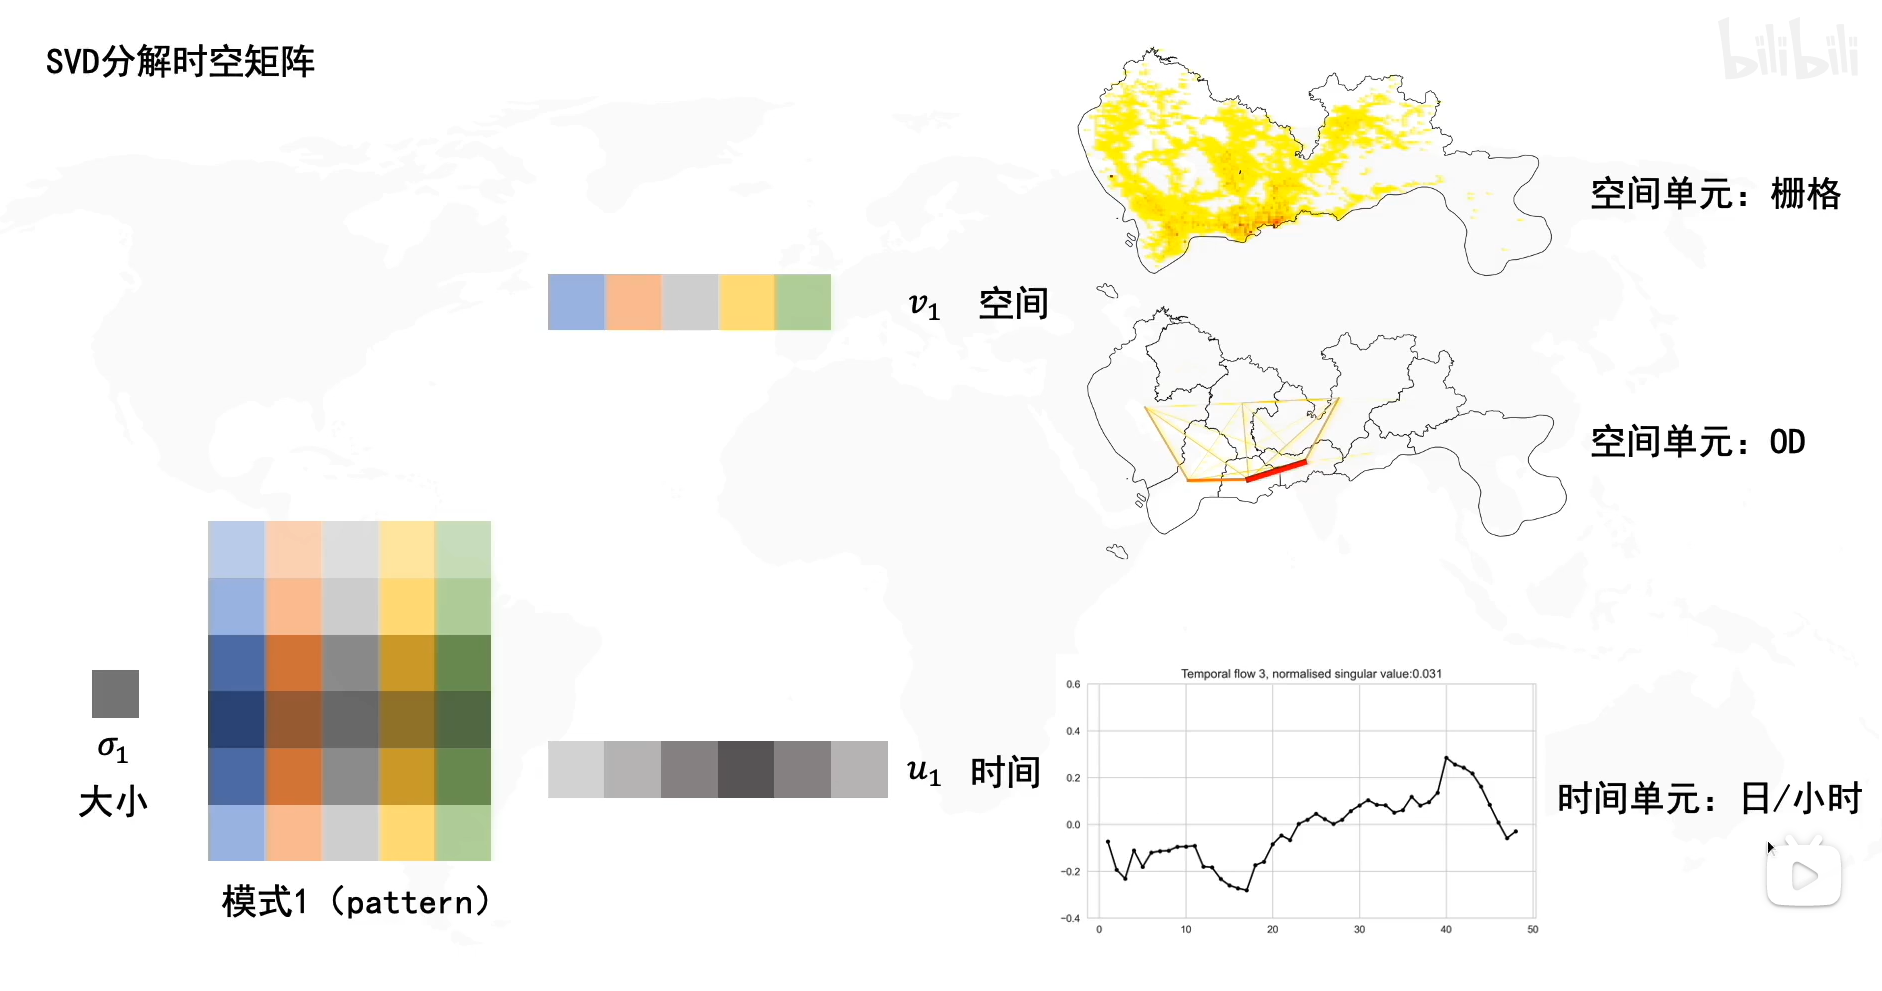 SVD分解时空矩阵
bilibili
空间单元：栅格
v₁ 空间
空间单元：OD
σ₁
大小
模式1（pattern）
u₁ 时间
Temporal flow 3, normalised singular value:0.031
0.6
0.4
0.2
0.0
−0.2
−0.4
0 10 20 30 40 50
时间单元：日/小时